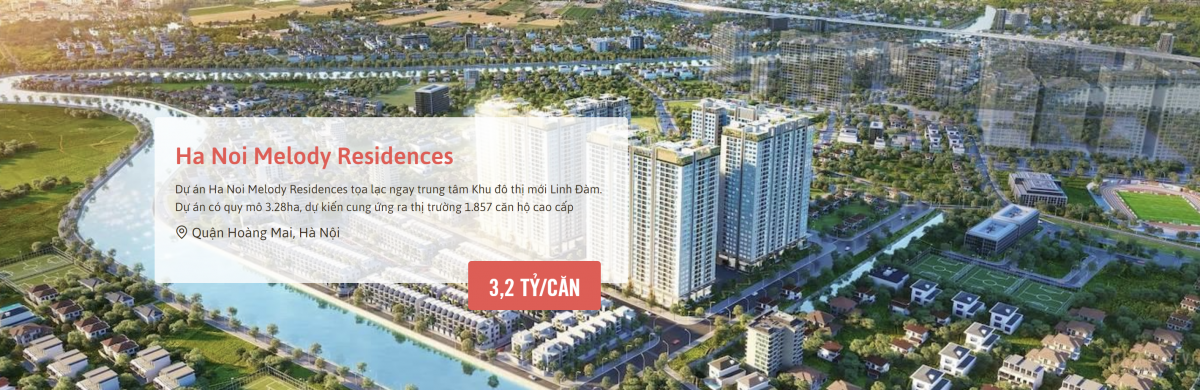 Ha Noi Melody Residences
Dự án Ha Noi Melody Residences tọa lạc ngay trung tâm Khu đô thị mới Linh Đàm.
Dự án có quy mô 3.28ha, dự kiến cung ứng ra thị trường 1.857 căn hộ cao cấp
Quận Hoàng Mai, Hà Nội
3,2 TỶ/CĂN